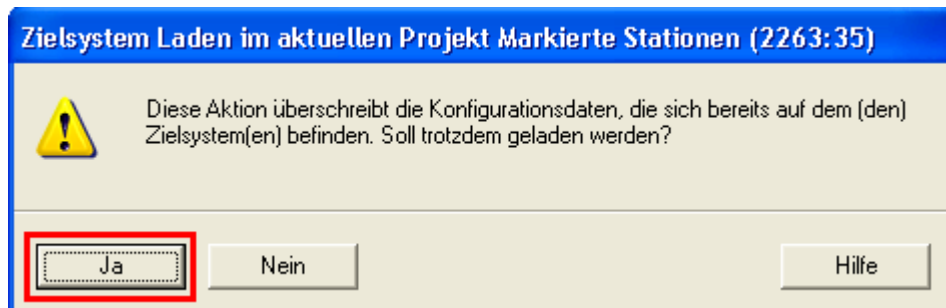 Zielsystem Laden im aktuellen Projekt Markierte Stationen (2263:35)
Diese Aktion überschreibt die Konfigurationsdaten, die sich bereits auf dem (den)
Zielsystem(en) befinden. Soll trotzdem geladen werden?
Ja
Nein
Hilfe